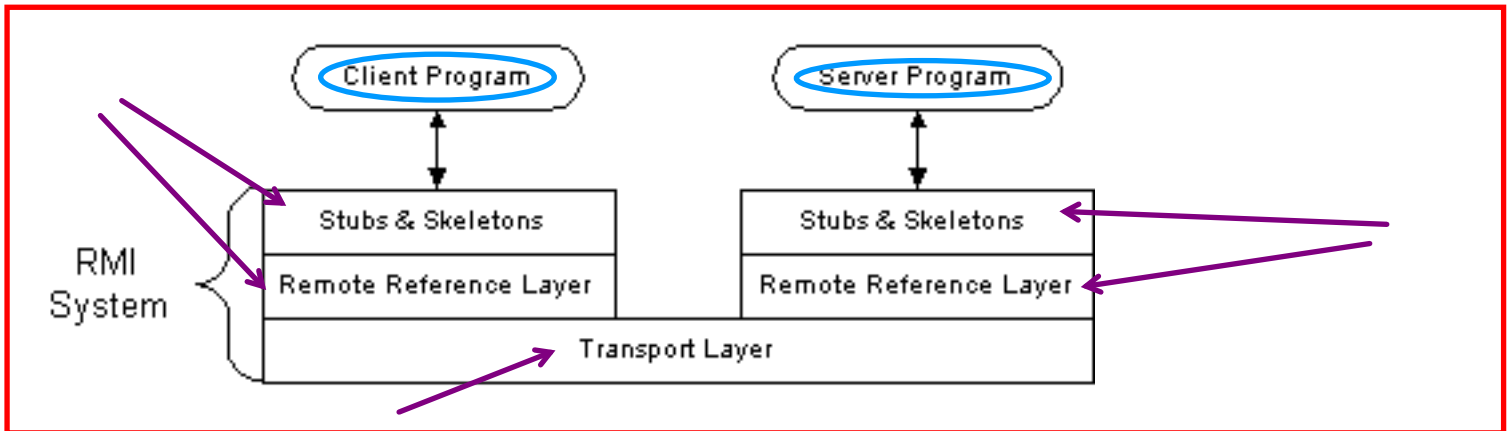 Client Program
Server Program
Stubs & Skeletons
Stubs & Skeletons
RMI
System
Remote Reference Layer
Remote Reference Layer
Transport Layer